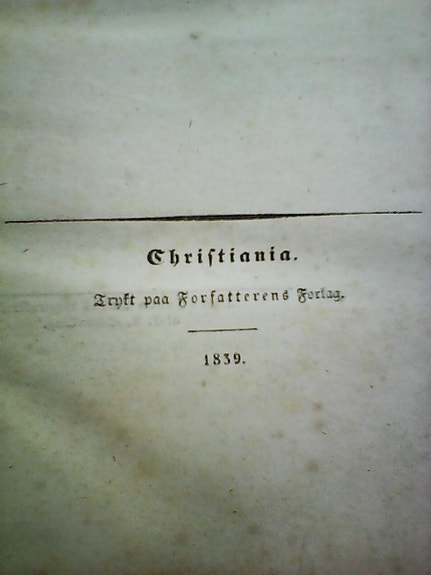 Chriſtiania.
Trykt paa Forfatterens Forlag.
1839.